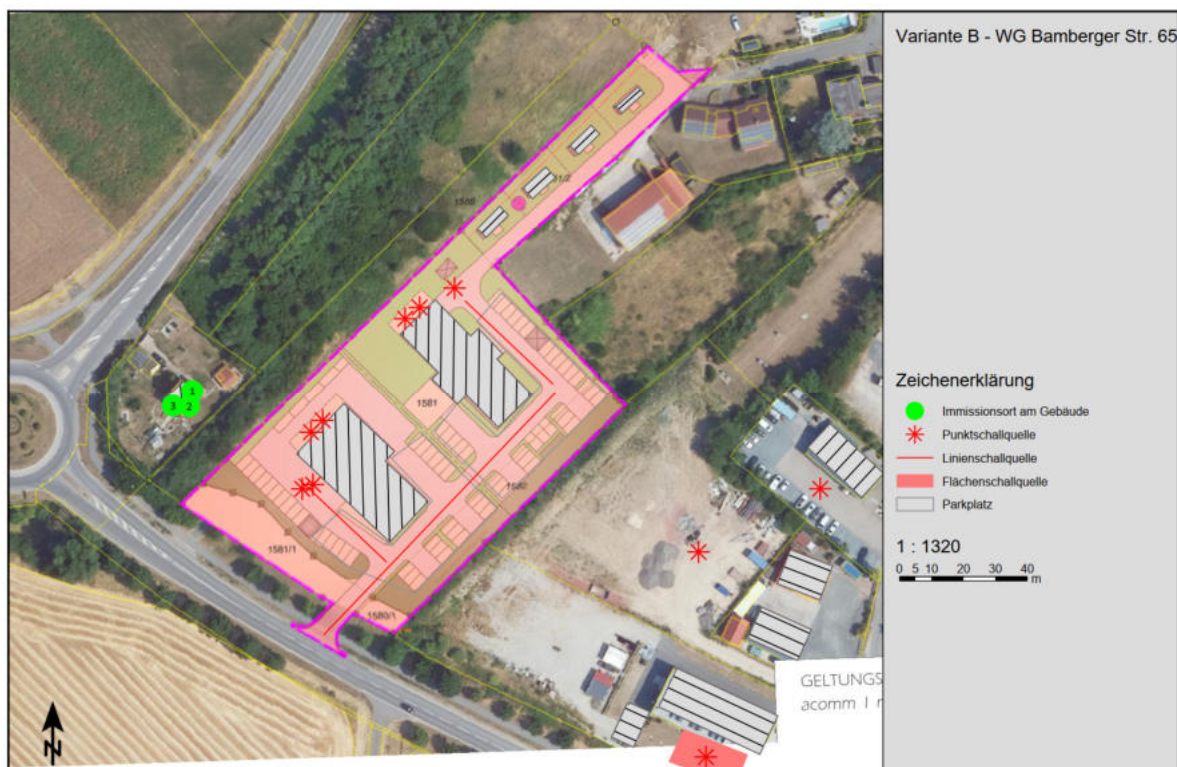 Variante B - WG Bamberger Str. 65
1588
1581
1580
1581/1
1580/1
1
3 2
Zeichenerklärung
Immissionsort am Gebäude
Punktschallquelle
Linienschallquelle
Flächenschallquelle
Parkplatz
1 : 1320
0 5 10 20 30 40
m
GELTUNGS
acomm I r
N